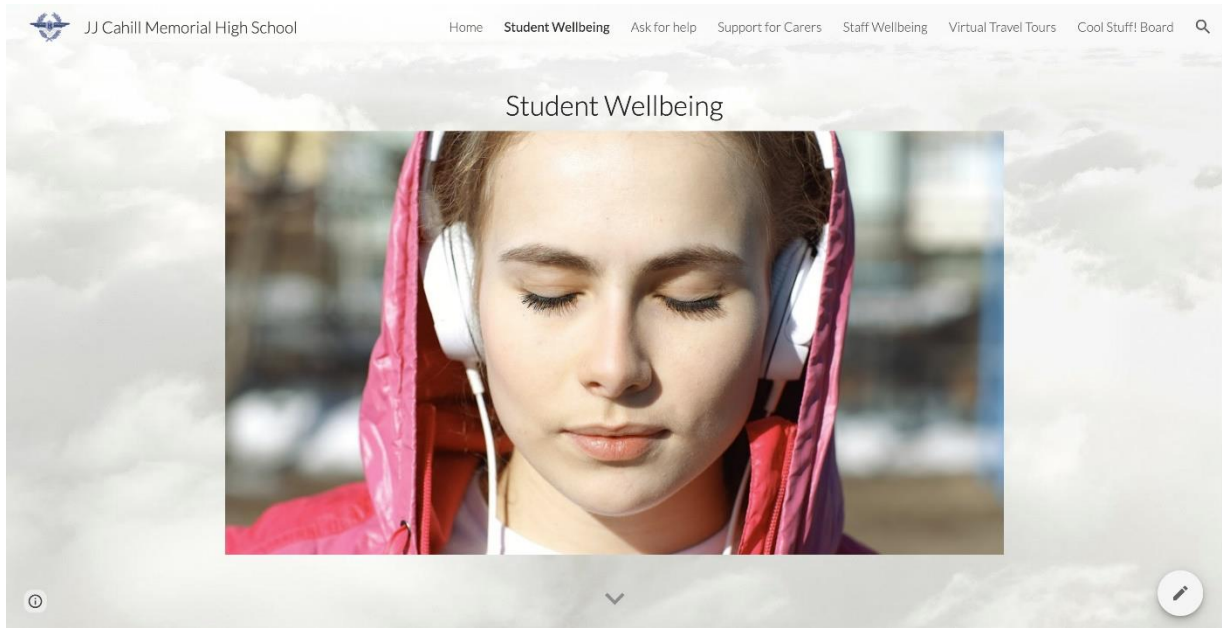 JJ Cahill Memorial High School
Home Student Wellbeing Ask for help Support for Carers Staff Wellbeing Virtual Travel Tours Cool Stuff! Board
Student Wellbeing